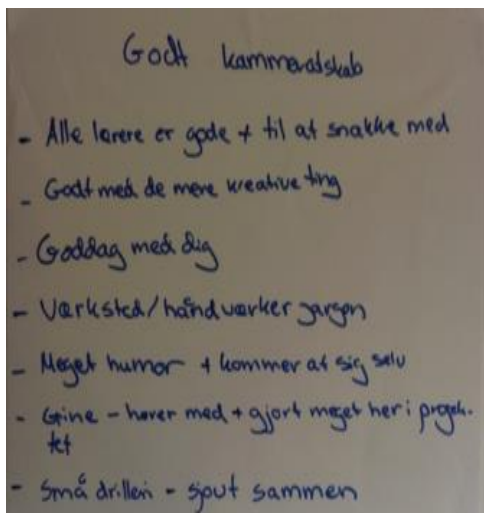 Godt kammeratskab
- Alle lærere er gode + til at snakke med
- Godt med de mere kreative ting
- Goddag med dig
- Værksted/håndværker jargon
- Meget humor + kommer af sig selv
- Grine - hører med + gjort meget her i projek-
tet
- Små drilleri - sjovt sammen